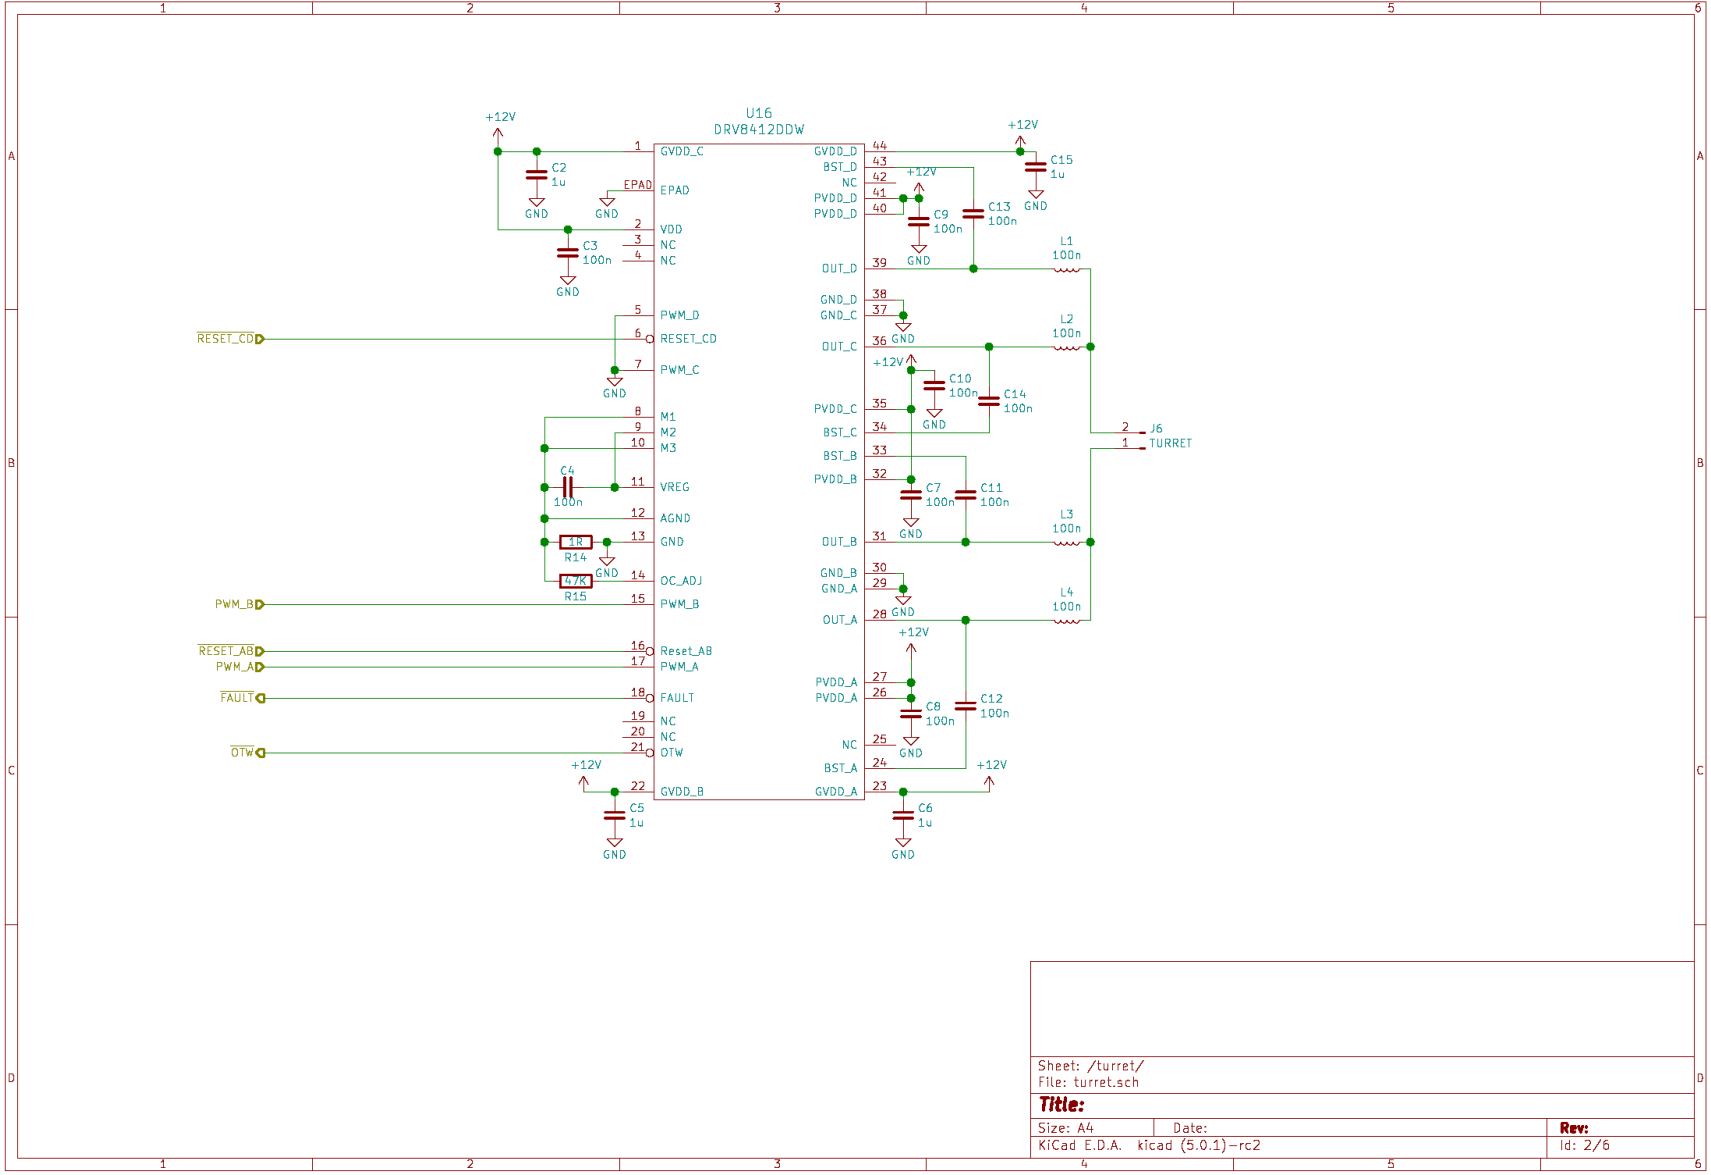 1 2 3 4 5 6
A A
B B
C C
D D
1 2 3 4 5 6
U16
DRV8412DDW
+12V
C2
1u
GND
GND
C3
100n
GND
RESET_CD
GND
C4
100n
1R
R14
GND
47K
R15
PWM_B
RESET_AB
PWM_A
FAULT
OTW
+12V
C5
1u
GND
1 GVDD_C
EPAD EPAD
2 VDD
3 NC
4 NC
5 PWM_D
6 RESET_CD
7 PWM_C
8 M1
9 M2
10 M3
11 VREG
12 AGND
13 GND
14 OC_ADJ
15 PWM_B
16 Reset_AB
17 PWM_A
18 FAULT
19 NC
20 NC
21 OTW
22 GVDD_B
GVDD_D 44
BST_D 43
NC 42
PVDD_D 41
PVDD_D 40
OUT_D 39
GND_D 38
GND_C 37
OUT_C 36
PVDD_C 35
BST_C 34
BST_B 33
PVDD_B 32
OUT_B 31
GND_B 30
GND_A 29
OUT_A 28
PVDD_A 27
PVDD_A 26
NC 25
BST_A 24
GVDD_A 23
+12V
C15
1u
GND
+12V
C9
100n
GND
C13
100n
L1
100n
GND
L2
100n
+12V
C10
100n
GND
C14
100n
2 J6
1 TURRET
C7
100n
GND
C11
100n
L3
100n
GND
L4
100n
+12V
C8
100n
GND
C12
100n
+12V
C6
1u
GND
Sheet: /turret/
File: turret.sch
Title:
Size: A4 Date: Rev:
KiCad E.D.A. kicad (5.0.1)-rc2 Id: 2/6